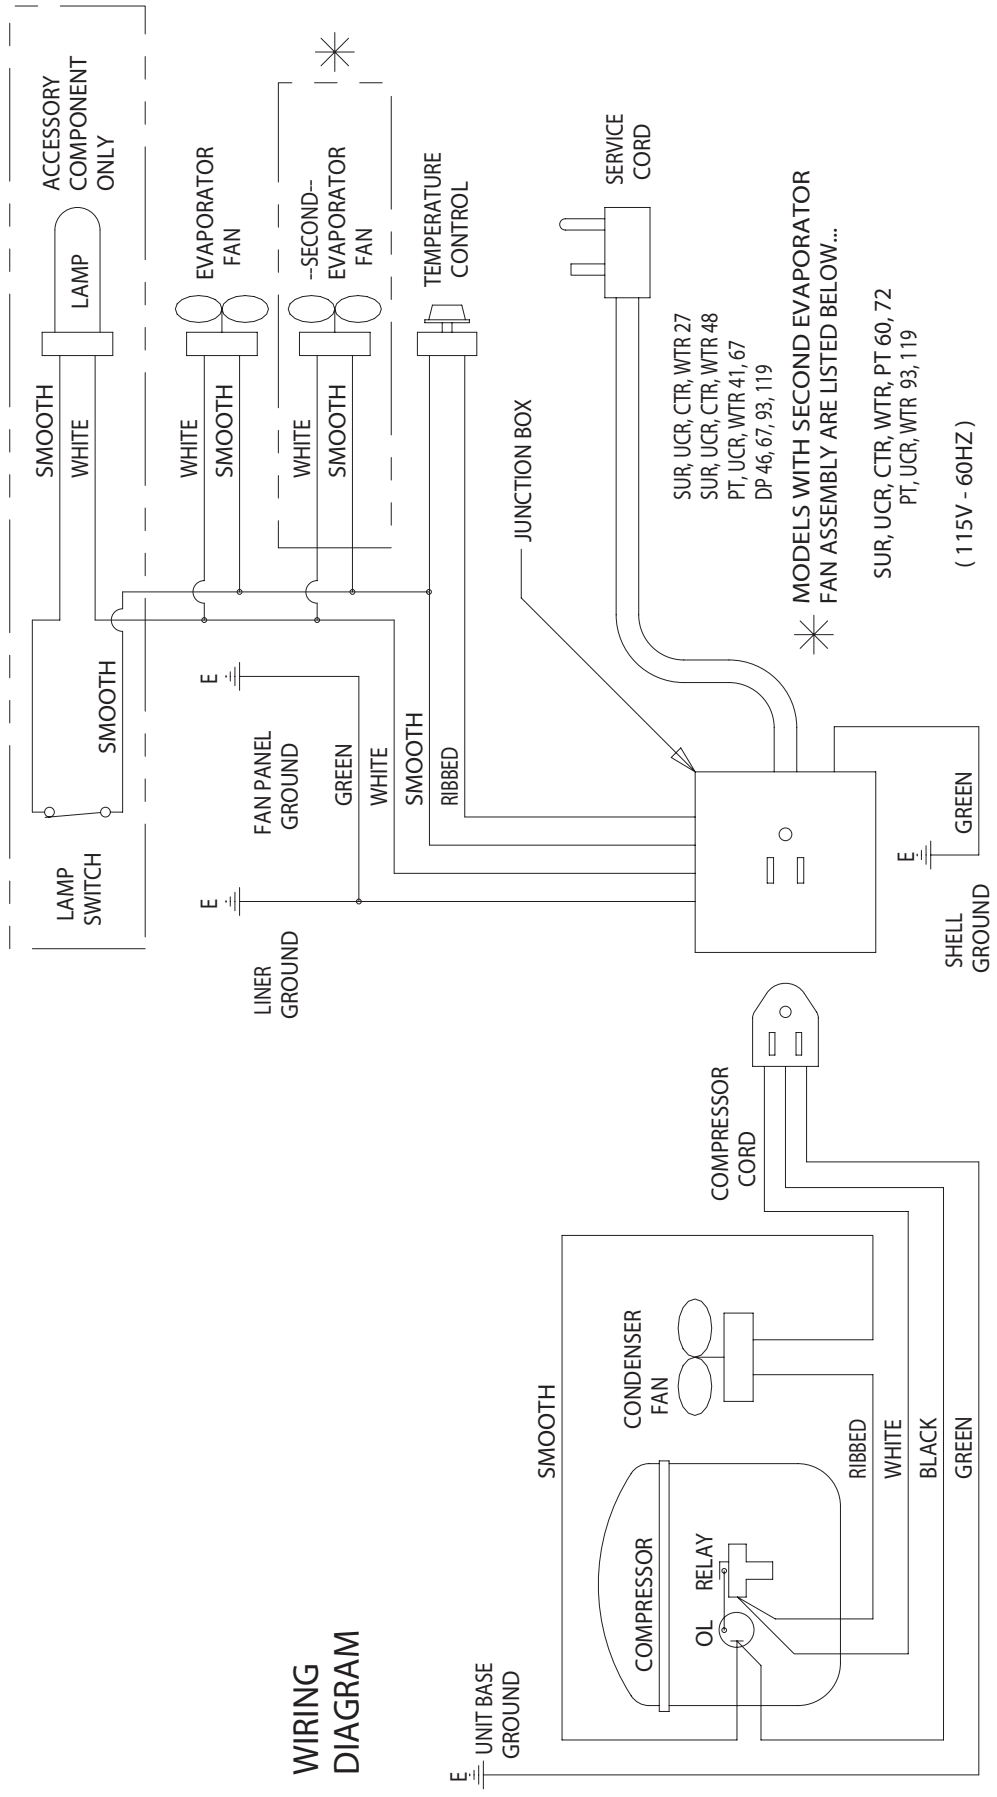 WIRING
DIAGRAM
E
UNIT BASE
GROUND
SMOOTH
COMPRESSOR
OL
RELAY
CONDENSER
FAN
RIBBED
WHITE
BLACK
GREEN
COMPRESSOR
CORD
LAMP
SWITCH
SMOOTH
SMOOTH
WHITE
LAMP
ACCESSORY
COMPONENT
ONLY
E
LINER
GROUND
E
FAN PANEL
GROUND
GREEN
WHITE
SMOOTH
RIBBED
WHITE
SMOOTH
EVAPORATOR
FAN
WHITE
SMOOTH
--SECOND--
EVAPORATOR
FAN
TEMPERATURE
CONTROL
JUNCTION BOX
SERVICE
CORD
E
SHELL
GROUND
GREEN
SUR, UCR, CTR, WTR 27
SUR, UCR, CTR, WTR 48
PT, UCR, WTR 41, 67
DP 46, 67, 93, 119
MODELS WITH SECOND EVAPORATOR
FAN ASSEMBLY ARE LISTED BELOW...
SUR, UCR, CTR, WTR, PT 60, 72
PT, UCR, WTR 93, 119
( 115V - 60HZ )